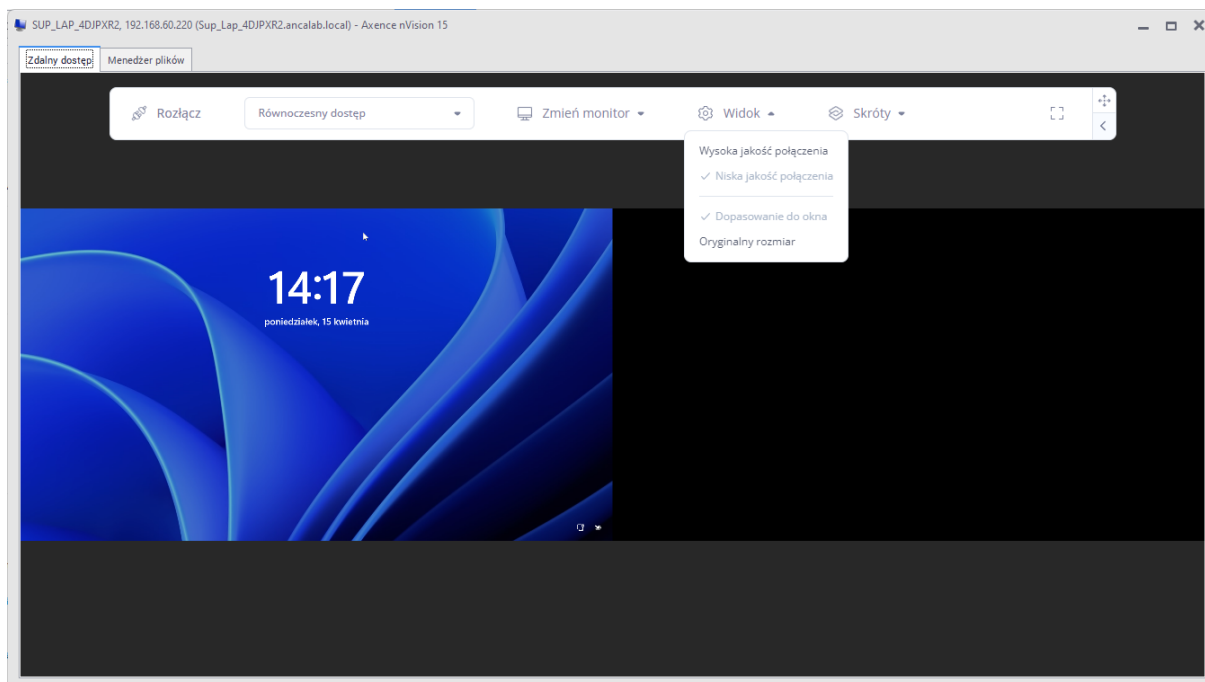 SUP_LAP_4DJPXR2, 192.168.60.220 (Sup_Lap_4DJPXR2.ancalab.local) - Axence nVision 15
Zdalny dostęp Menedżer plików
Rozłącz Równoczesny dostęp Zmień monitor Widok Skróty
Wysoka jakość połączenia
Niska jakość połączenia
Dopasowanie do okna
Oryginalny rozmiar
14:17
poniedziałek, 15 kwietnia